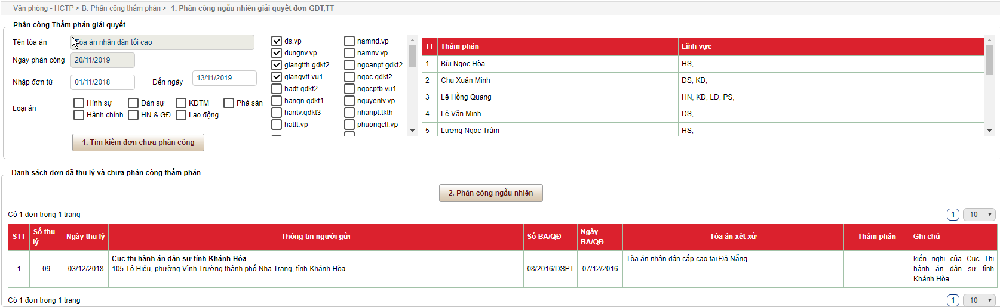 Văn phòng - HCTP > B. Phân công thẩm phán > 1. Phân công ngẫu nhiên giải quyết đơn GĐT,TT
Phân công Thẩm phán giải quyết
Tên tòa án
Tòa án nhân dân tối cao
Ngày phân công
20/11/2019
Nhập đơn từ
01/11/2018
Đến ngày
13/11/2019
Loại án
Hình sự
Dân sự
KDTM
Phá sản
Hành chính
HN & GĐ
Lao động
1. Tìm kiếm đơn chưa phân công
ds.vp
dungnv.vp
giangtth.gdkt2
giangvtt.vu1
hadt.gdkt2
hangn.gdkt1
hantv.gdkt3
hattt.vp
namnd.vp
namnv.vp
ngoanpt.gdkt2
ngoc.gdkt2
ngocptb.vu1
nguyenlv.vp
nhanpt.tkth
phuongctl.vp
TT Thẩm phán Lĩnh vực
1 Bùi Ngọc Hòa HS,
2 Chu Xuân Minh DS, KD,
3 Lê Hồng Quang HN, KD, LĐ, PS,
4 Lê Văn Minh DS,
5 Lương Ngọc Trâm HS,
Danh sách đơn đã thụ lý và chưa phân công thẩm phán
2. Phân công ngẫu nhiên
Có 1 đơn trong 1 trang
1 10
STT
Số thụ
lý
Ngày thụ lý
Thông tin người gửi
Số BA/QĐ
Ngày
BA/QĐ
Tòa án xét xử
Thẩm phán
Ghi chú
1
09
03/12/2018
Cục thi hành án dân sự tỉnh Khánh Hòa
105 Tô Hiệu, phường Vĩnh Trường thành phố Nha Trang, tỉnh Khánh Hòa
08/2016/DSPT
07/12/2016
Tòa án nhân dân cấp cao tại Đà Nẵng
kiến nghị của Cục Thi
hành án dân sự tỉnh
Khánh Hòa.
Có 1 đơn trong 1 trang
1 10